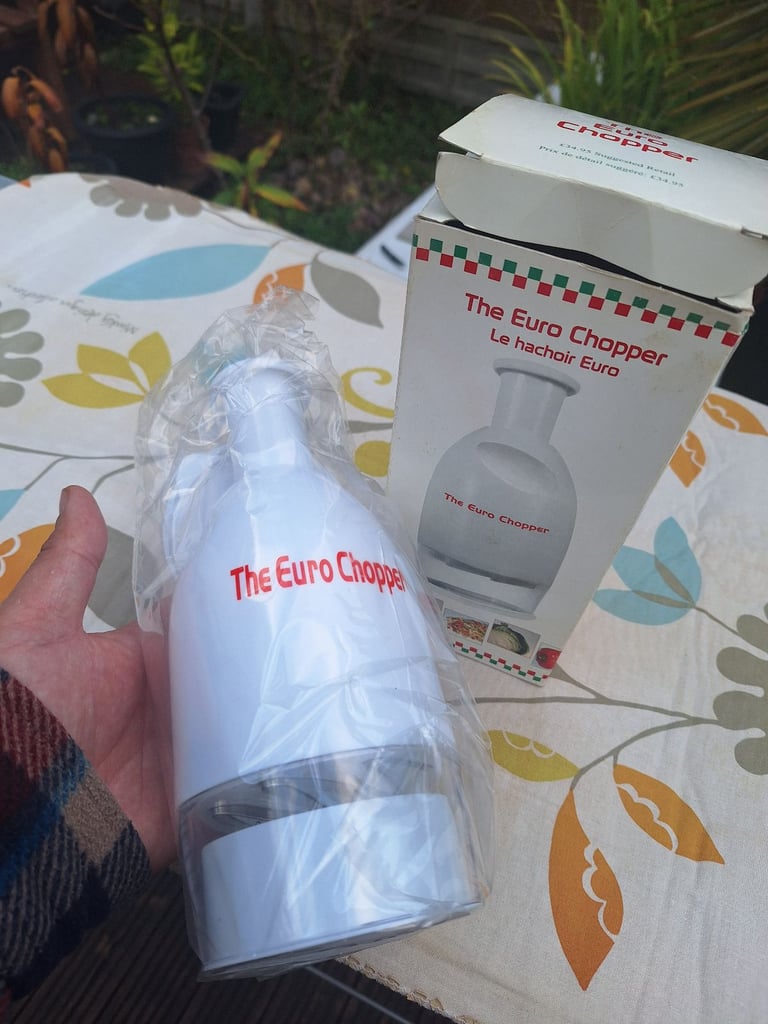 The
Euro
Chopper
£34.95 Suggested Retail
Prix de détail suggéré: £34.95
The Euro Chopper
Le hachoir Euro
The Euro Chopper
The Euro Chopper